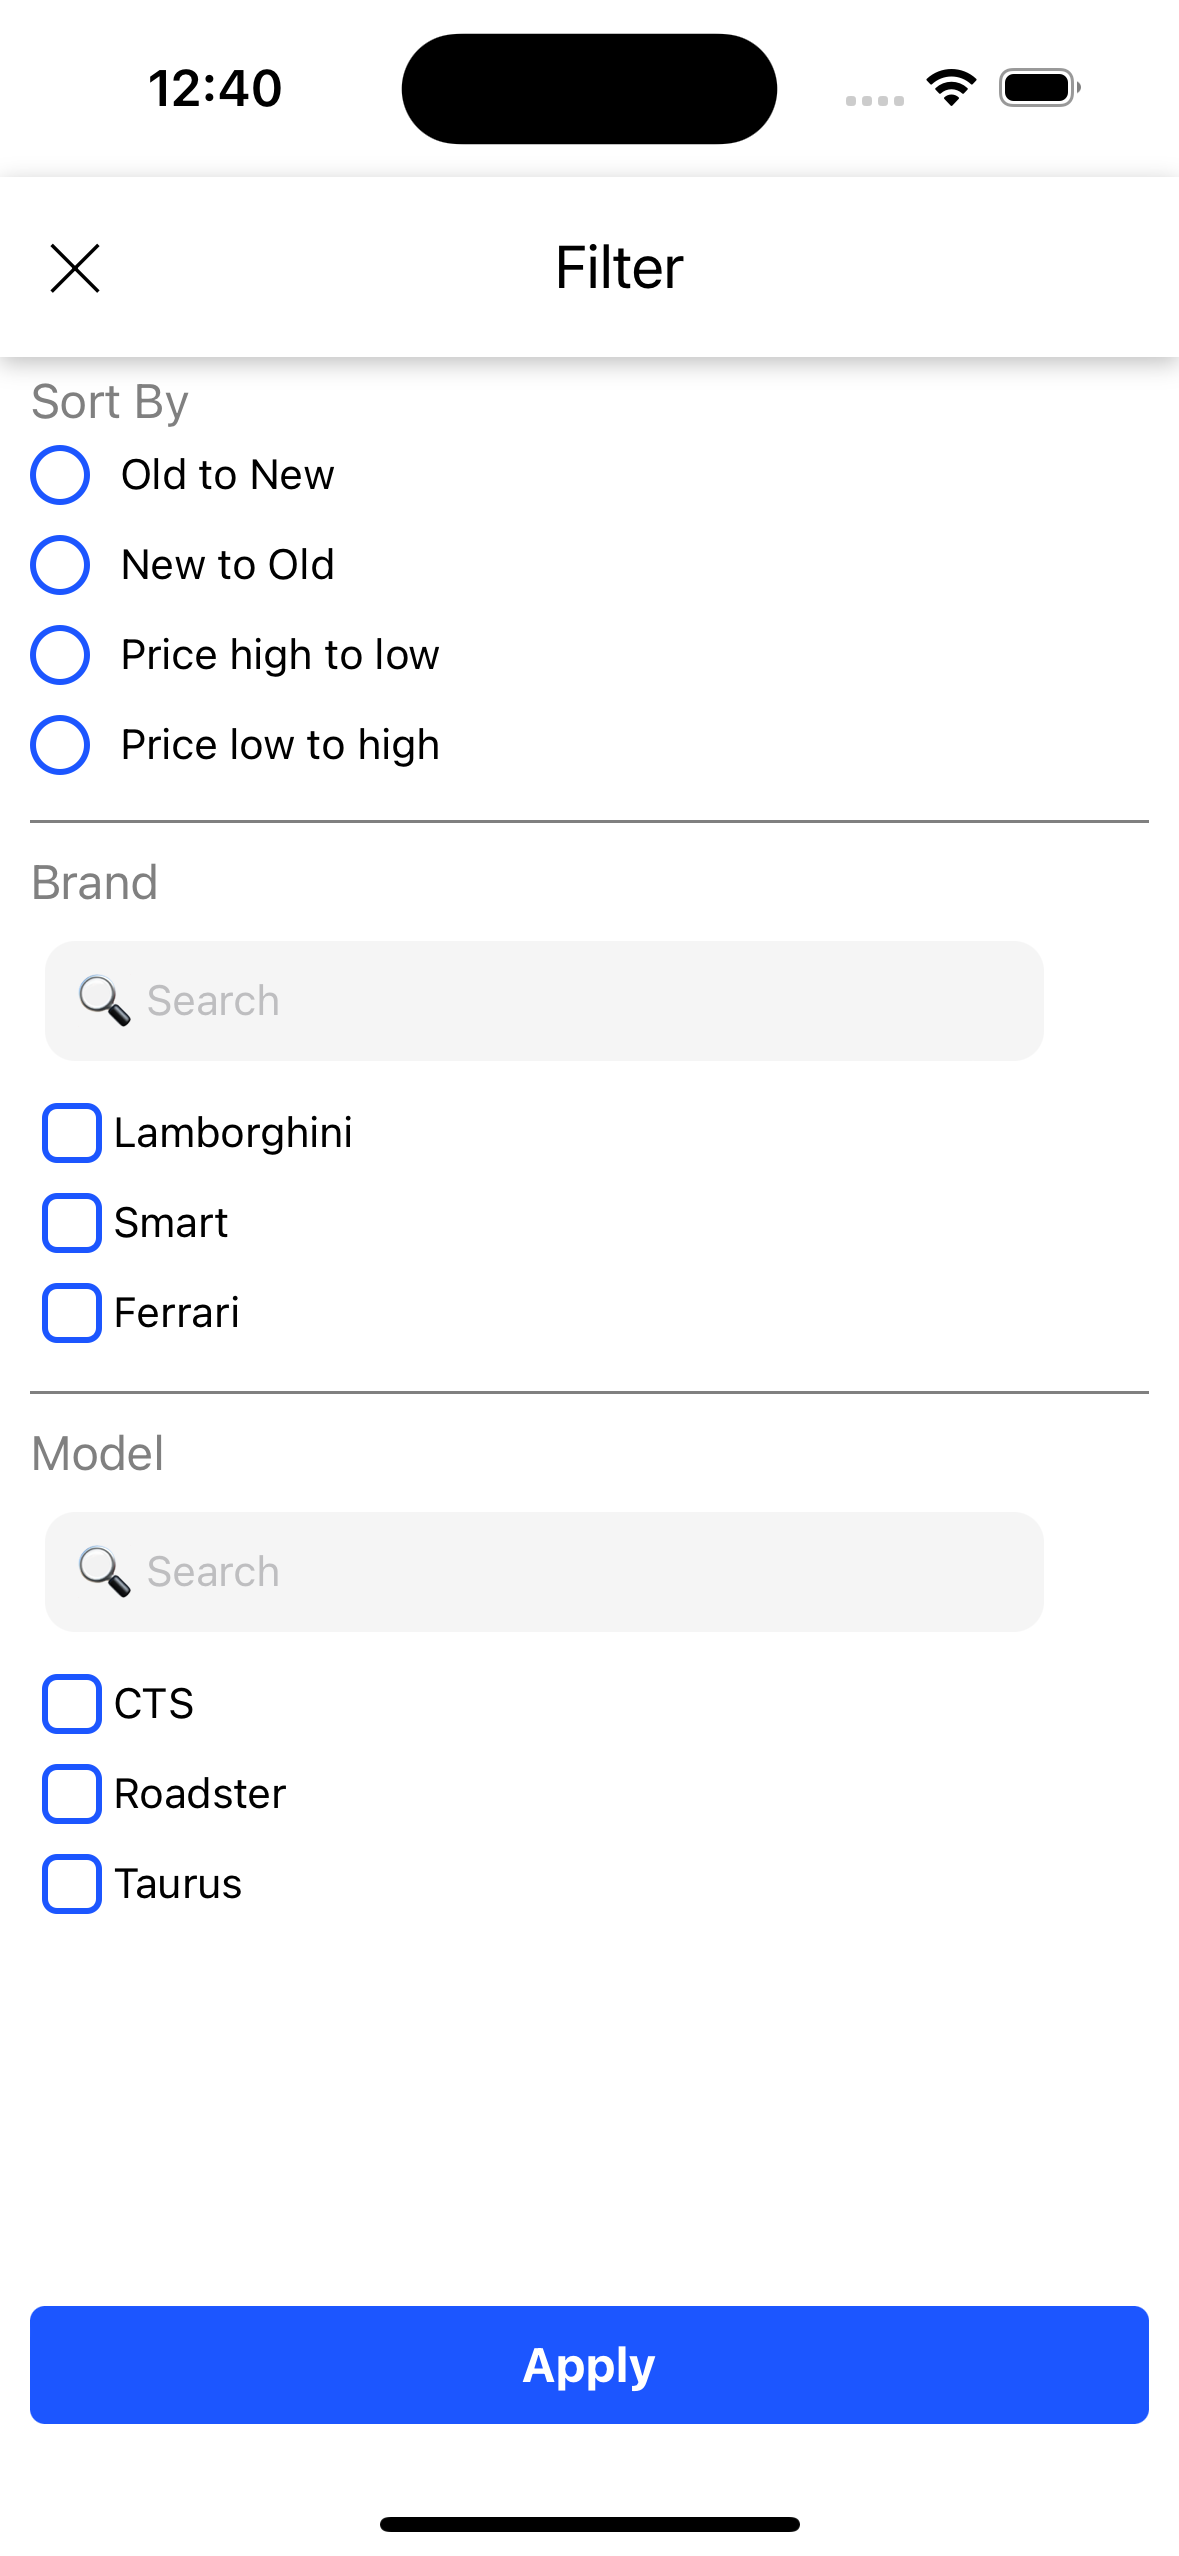 12:40
Filter
Sort By
Old to New
New to Old
Price high to low
Price low to high
Brand
Search
Lamborghini
Smart
Ferrari
Model
Search
CTS
Roadster
Taurus
Apply